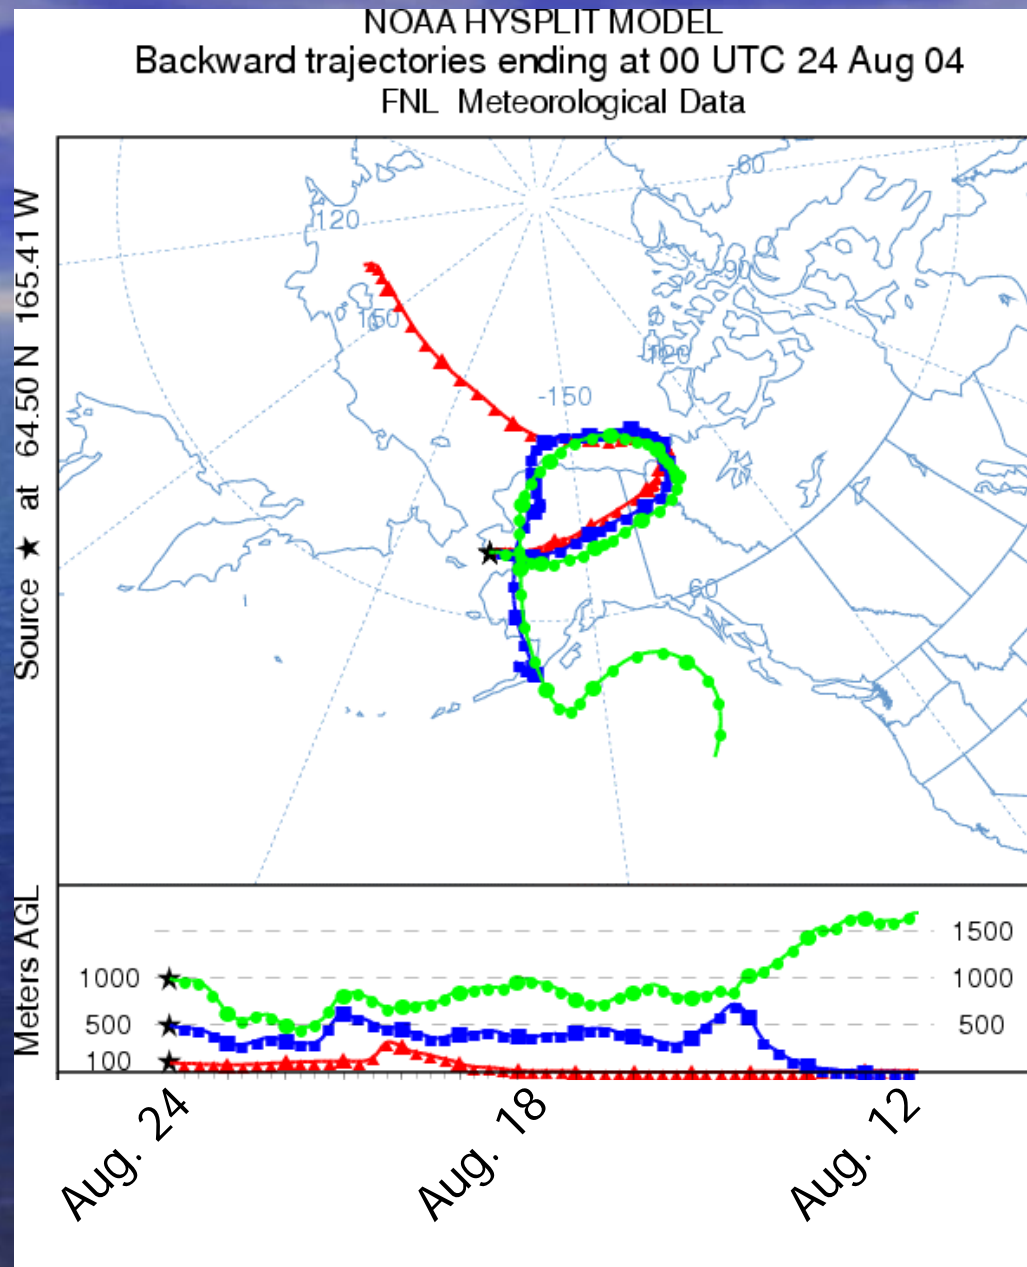 NOAA HYSPLIT MODEL
Backward trajectories ending at 00 UTC 24 Aug 04
FNL Meteorological Data
Source ★ at 64.50 N 165.41 W
-60
120
-90
150
-120
-150
60
Meters AGL
1500
1000
1000
500
500
100
Aug. 24
Aug. 18
Aug. 12